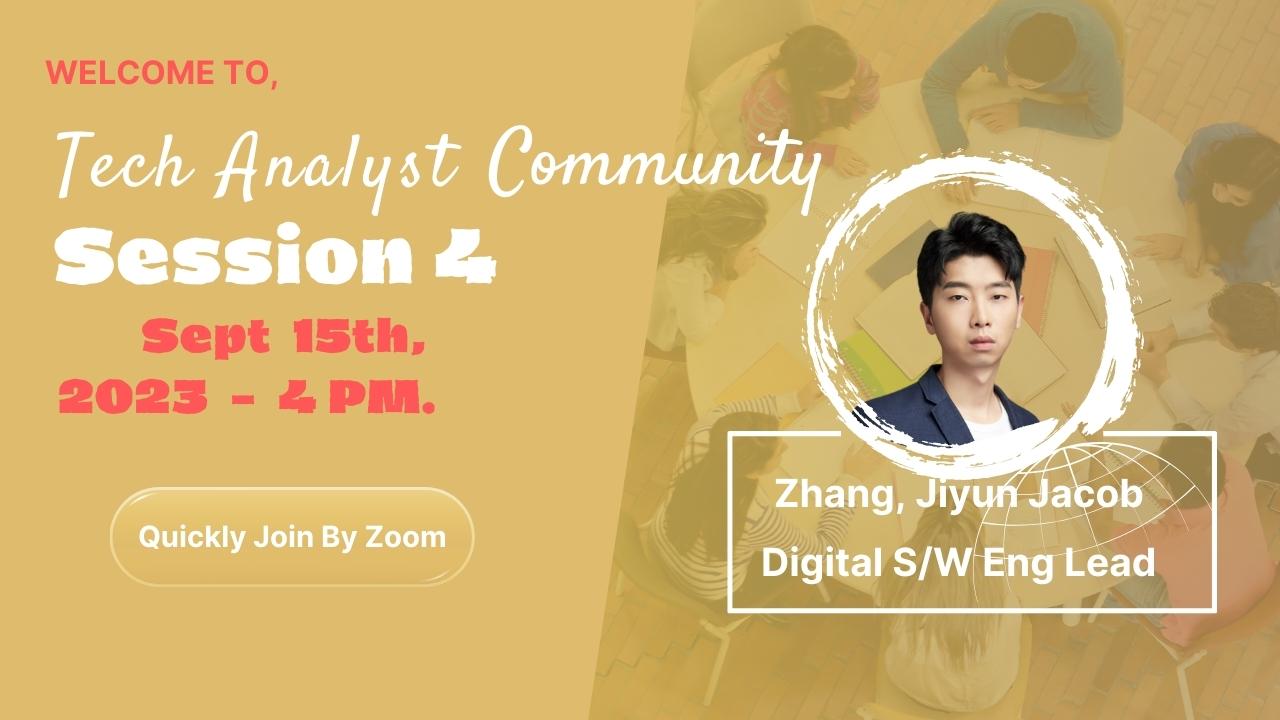 WELCOME TO,
Tech Analyst Community
Session 4
Sept 15th,
2023 - 4 PM.
Quickly Join By Zoom
Zhang, Jiyun Jacob
Digital S/W Eng Lead